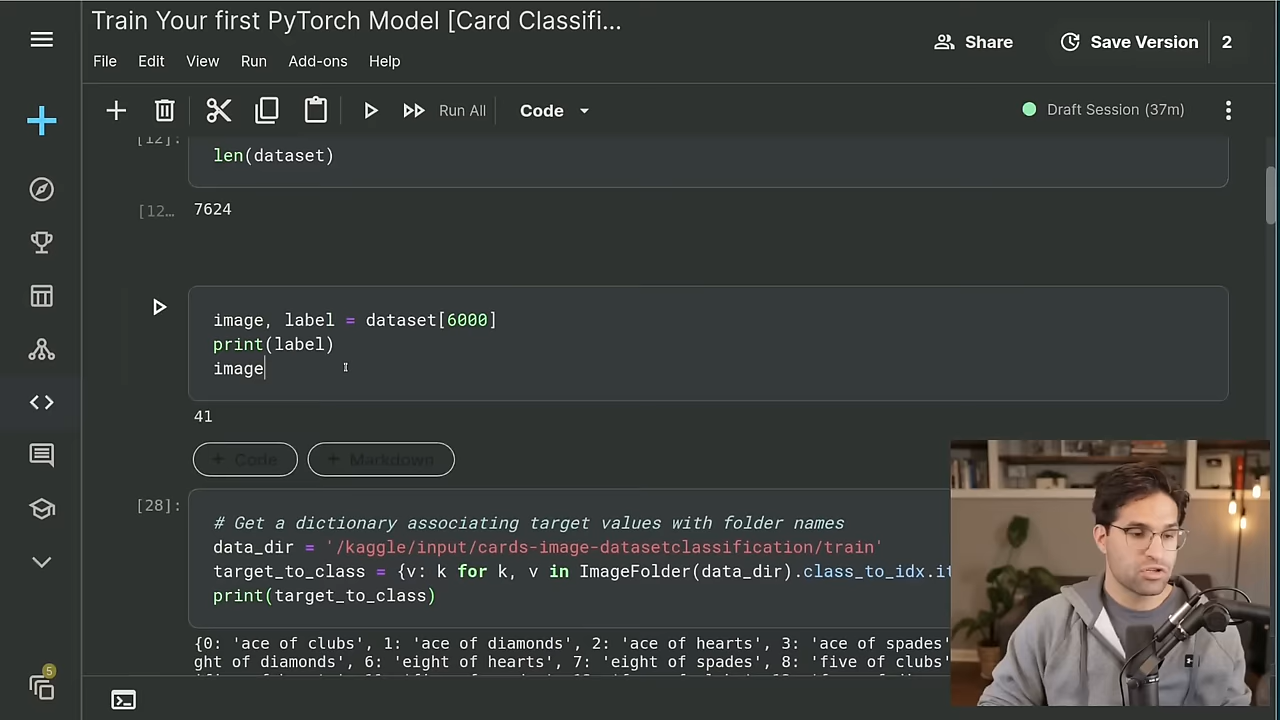 Train Your first PyTorch Model [Card Classifi...
File Edit View Run Add-ons Help
Share
Save Version 2
Run All
Code
Draft Session (37m)
[12]:
len(dataset)
[12…
7624
image, label = dataset[6000]
print(label)
image
41
+ Code
+ Markdown
[28]:
# Get a dictionary associating target values with folder names
data_dir = '/kaggle/input/cards-image-datasetclassification/train'
target_to_class = {v: k for k, v in ImageFolder(data_dir).class_to_idx.it
print(target_to_class)
{0: 'ace of clubs', 1: 'ace of diamonds', 2: 'ace of hearts', 3: 'ace of spades'
ght of diamonds', 6: 'eight of hearts', 7: 'eight of spades', 8: 'five of clubs'
5